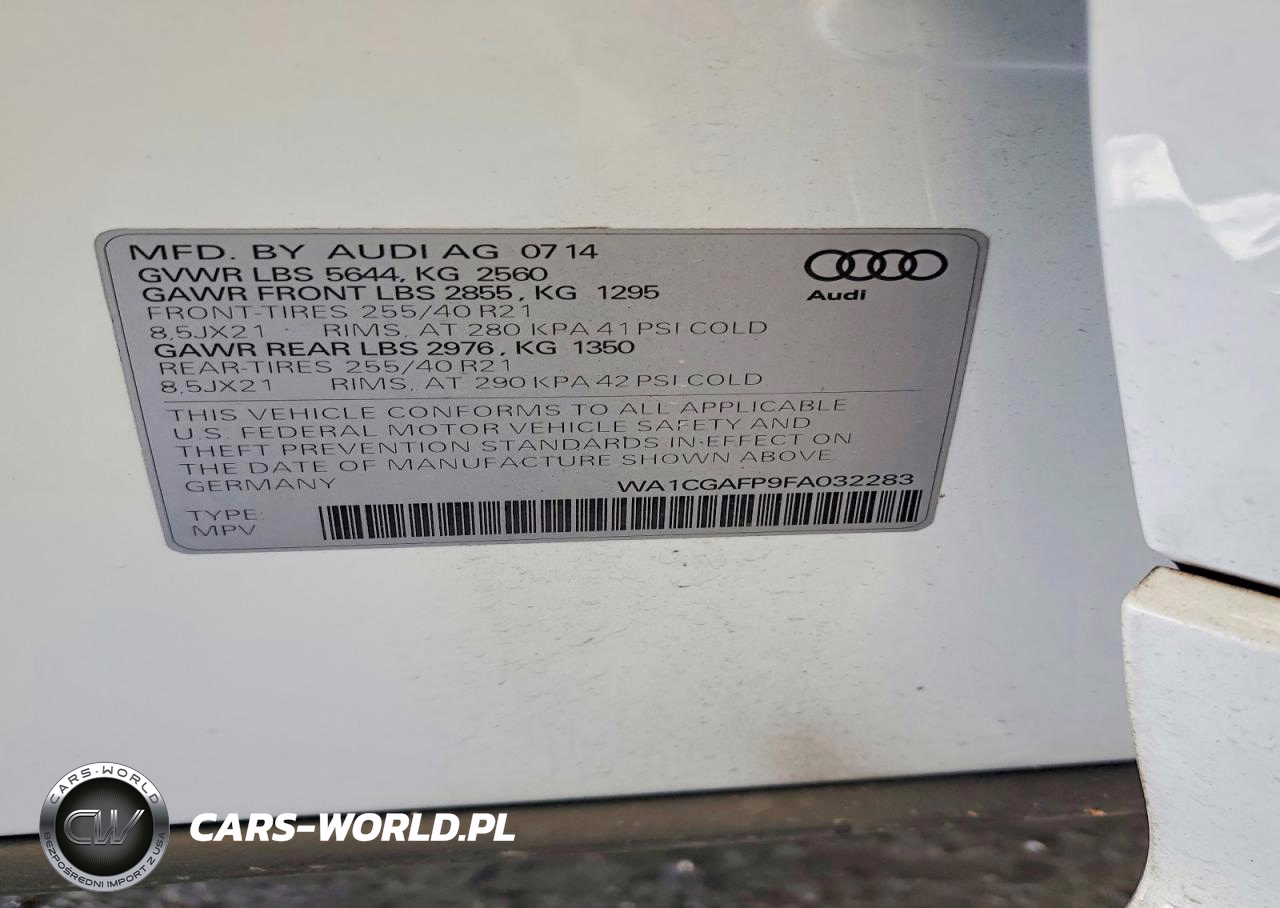 MFD. BY AUDI AG 07 14
GVWR LBS 5644, KG 2560
GAWR FRONT LBS 2855, KG 1295
FRONT-TIRES 255/40 R21
8,5JX21 RIMS, AT 280 KPA 41 PSI COLD
GAWR REAR LBS 2976, KG 1350
REAR-TIRES 255/40 R21
8,5JX21 RIMS, AT 290 KPA 42 PSI COLD
Audi
THIS VEHICLE CONFORMS TO ALL APPLICABLE
U.S. FEDERAL MOTOR VEHICLE SAFETY AND
THEFT PREVENTION STANDARDS IN EFFECT ON
THE DATE OF MANUFACTURE SHOWN ABOVE.
GERMANY WA1CGAFP9FA032283
TYPE:
MPV
CARS-WORLD
CW
BEZPOŚREDNI IMPORT Z USA
CARS-WORLD.PL